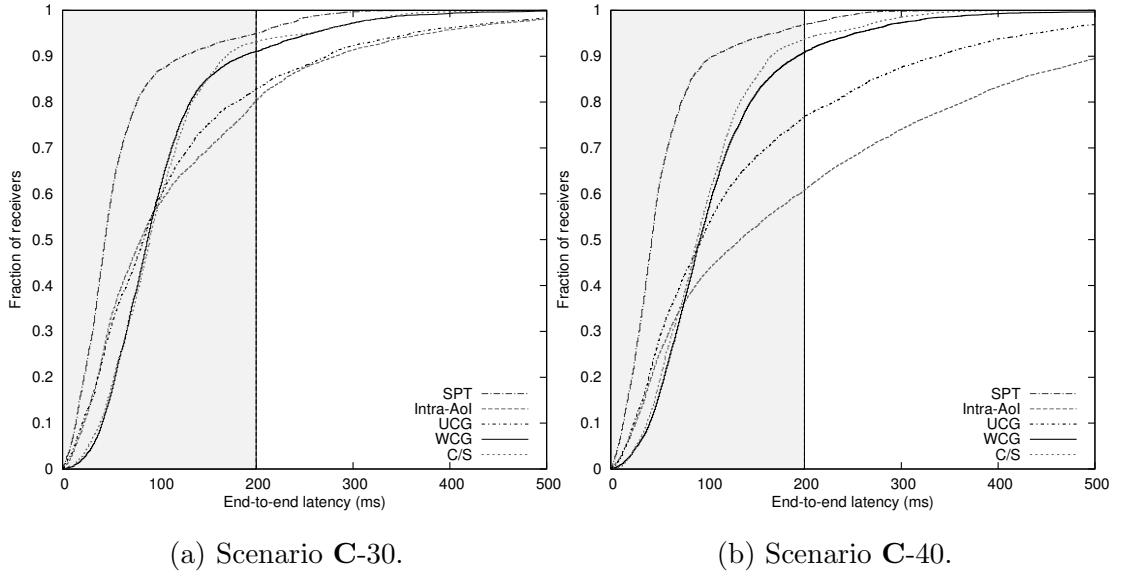 1
0.9
0.8
0.7
0.6
0.5
0.4
0.3
0.2
0.1
0
Fraction of receivers
SPT
Intra-AoI
UCG
WCG
C/S
0 100 200 300 400 500
End-to-end latency (ms)
(a) Scenario C-30.
1
0.9
0.8
0.7
0.6
0.5
0.4
0.3
0.2
0.1
0
Fraction of receivers
SPT
Intra-AoI
UCG
WCG
C/S
0 100 200 300 400 500
End-to-end latency (ms)
(b) Scenario C-40.